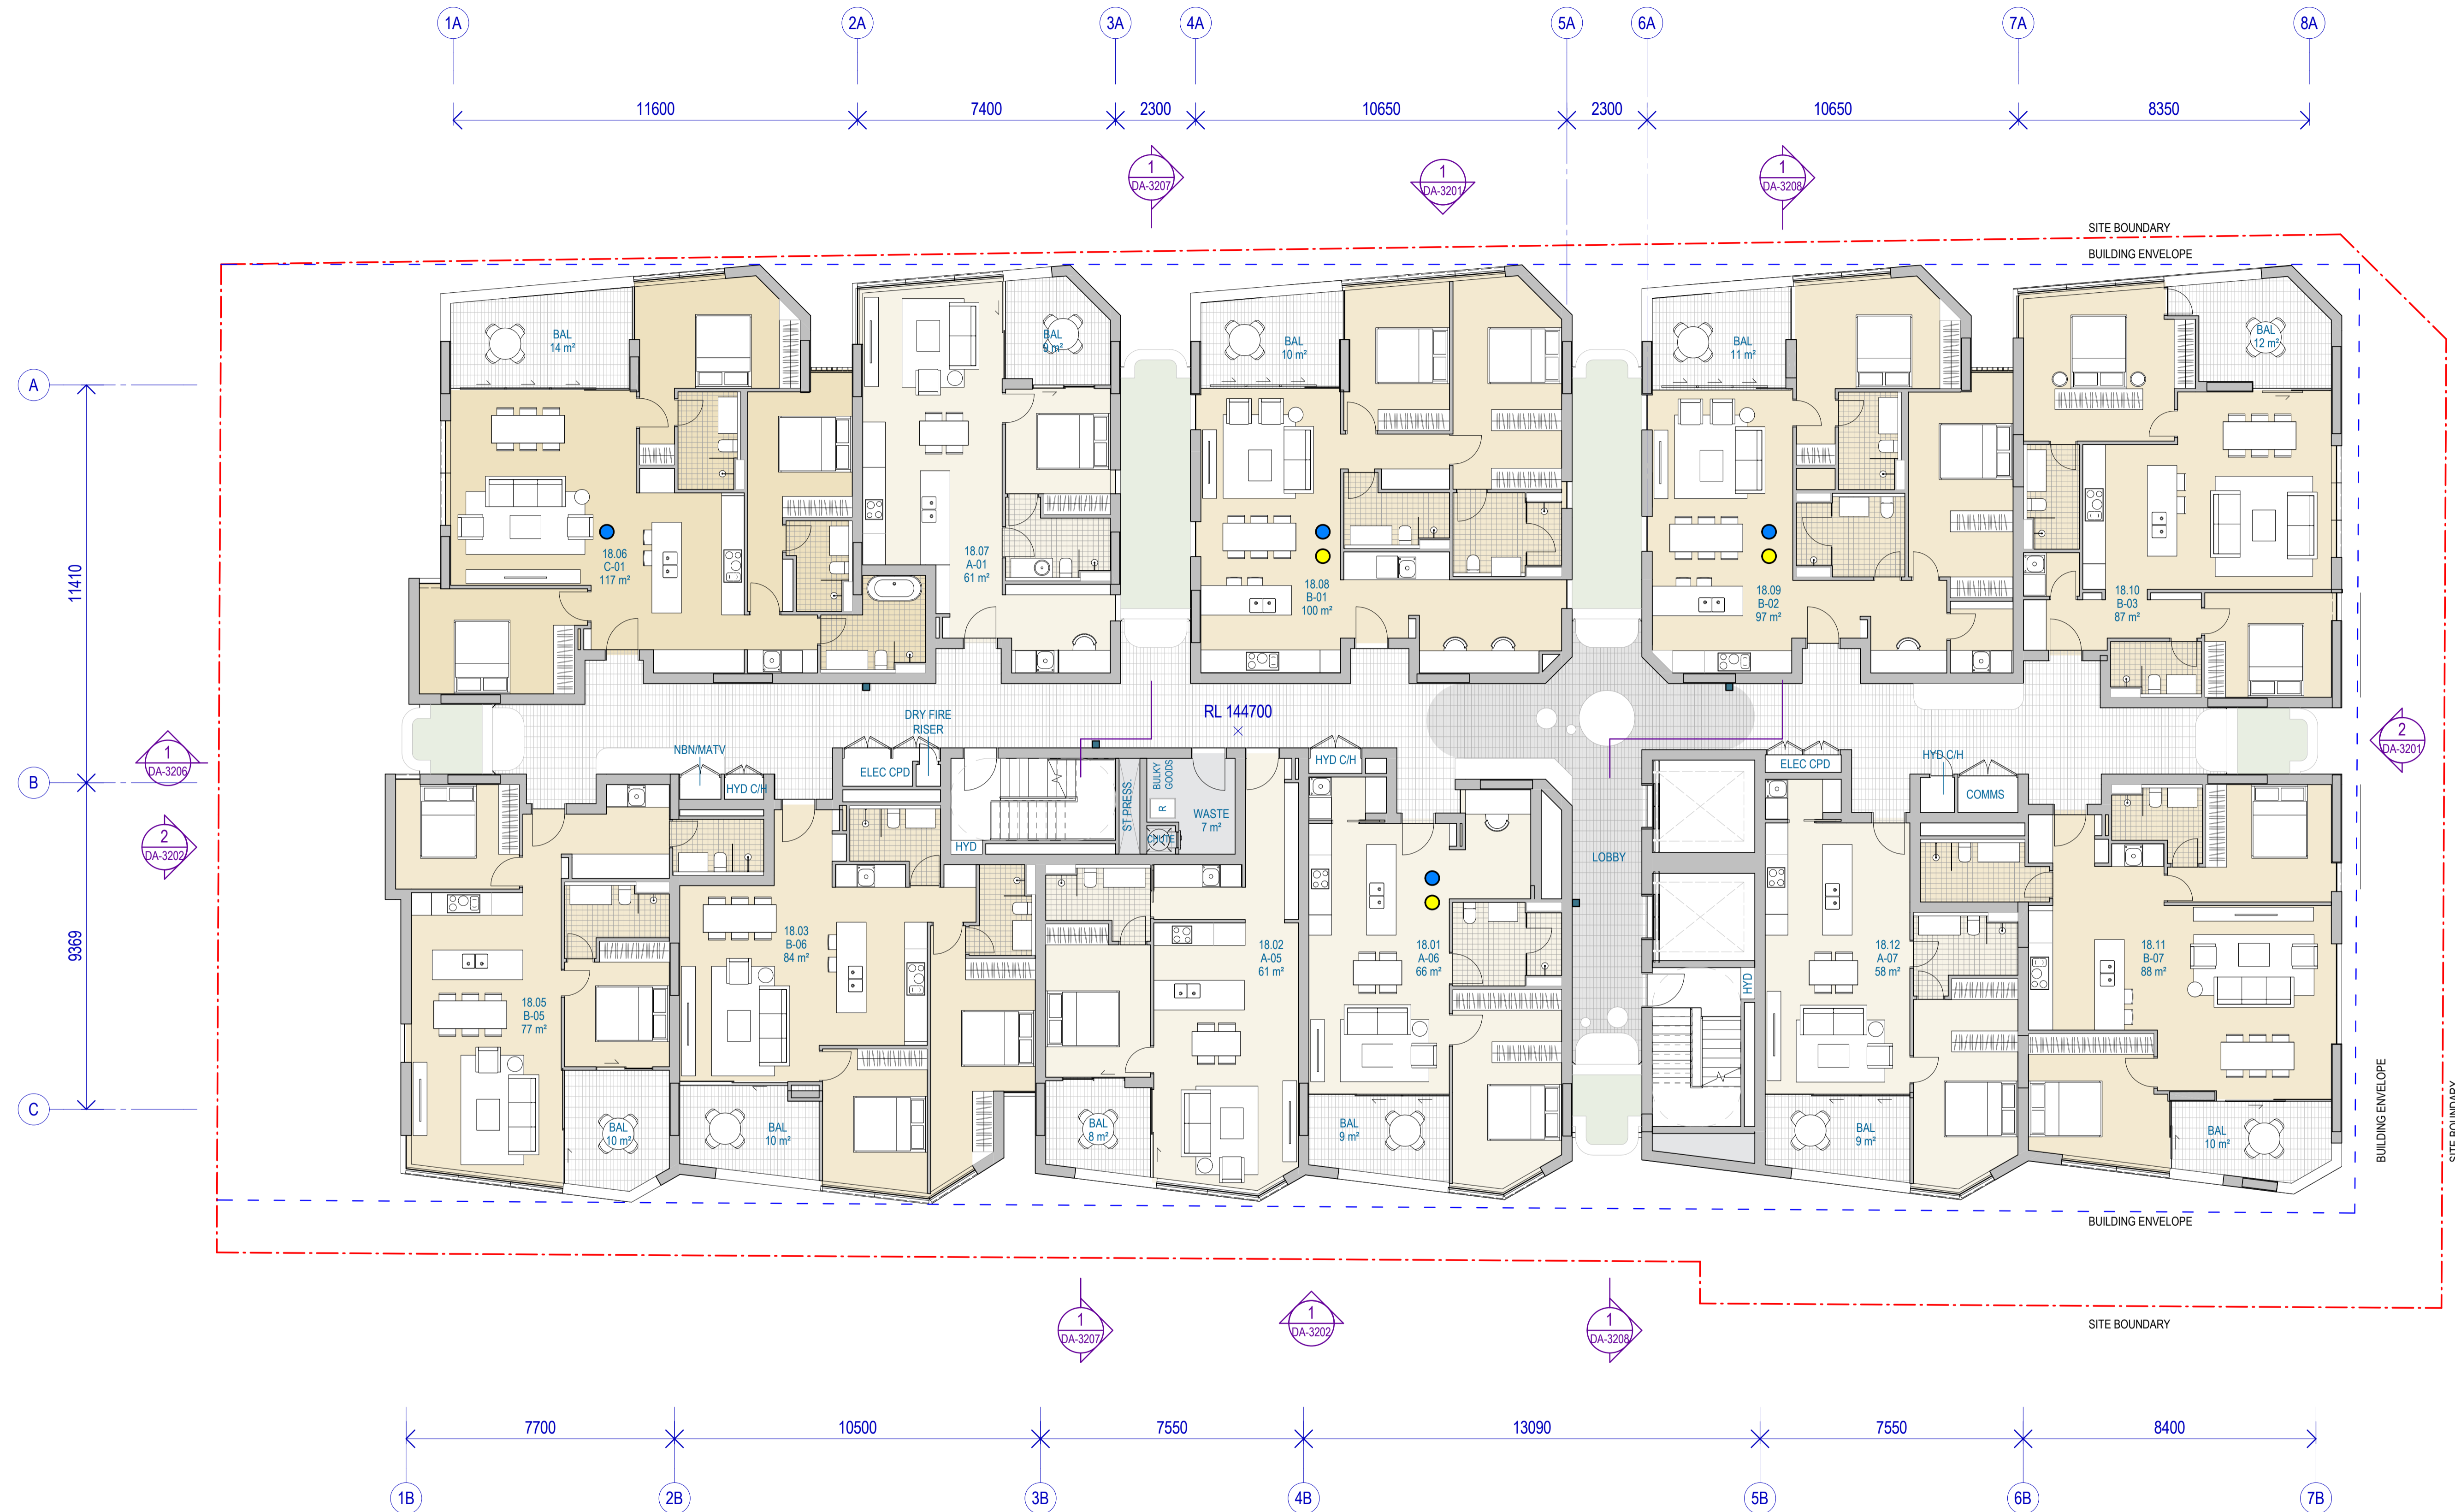 1A
2A
3A
4A
5A
6A
7A
8A
11600
7400
2300
10650
2300
10650
8350
1
DA-3207
1
DA-3201
1
DA-3208
SITE BOUNDARY
BUILDING ENVELOPE
BAL
14 m²
BAL
9 m²
BAL
10 m²
BAL
11 m²
BAL
12 m²
A
11410
18.06
C-01
117 m²
18.07
A-01
61 m²
18.08
B-01
100 m²
18.09
B-02
97 m²
18.10
B-03
87 m²
DRY FIRE
RISER
RL 144700
NBN/MATV
1
DA-3206
2
DA-3201
B
ELEC CPD
HYD C/H
ST PRESS.
BULKY
GOODS
R
WASTE
7 m²
CHUTE
HYD
HYD C/H
ELEC CPD
HYD C/H
COMMS
2
DA-3202
LOBBY
HYD
9369
18.05
B-05
77 m²
18.03
B-06
84 m²
18.02
A-05
61 m²
18.01
A-06
66 m²
18.12
A-07
58 m²
18.11
B-07
88 m²
C
BAL
10 m²
BAL
10 m²
BAL
8 m²
BAL
9 m²
BAL
9 m²
BAL
10 m²
BUILDING ENVELOPE
SITE BOUNDARY
BUILDING ENVELOPE
SITE BOUNDARY
1
DA-3207
1
DA-3202
1
DA-3208
7700
10500
7550
13090
7550
8400
1B
2B
3B
4B
5B
6B
7B